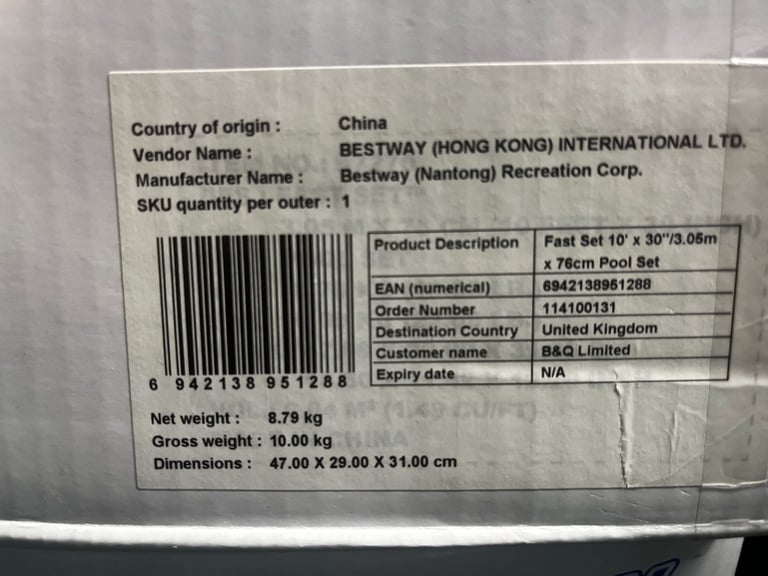 Country of origin : China
Vendor Name : BESTWAY (HONG KONG) INTERNATIONAL LTD.
Manufacturer Name : Bestway (Nantong) Recreation Corp.
SKU quantity per outer : 1
Product Description Fast Set 10' x 30"/3.05m
x 76cm Pool Set
EAN (numerical) 6942138951288
Order Number 114100131
Destination Country United Kingdom
Customer name B&Q Limited
Expiry date N/A
6 942138 951288
Net weight : 8.79 kg
Gross weight : 10.00 kg
Dimensions : 47.00 X 29.00 X 31.00 cm